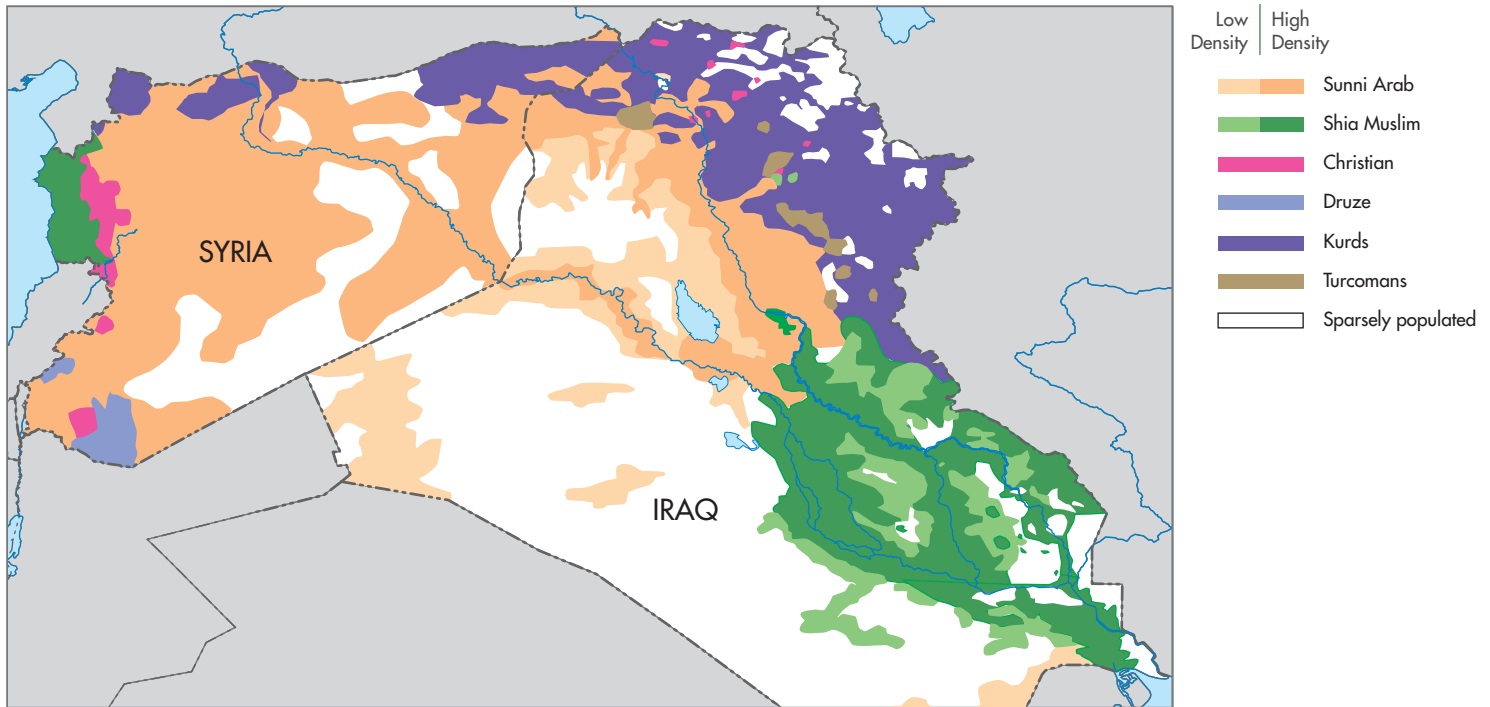 SYRIA
IRAQ
Low Density
High Density
Sunni Arab
Shia Muslim
Christian
Druze
Kurds
Turcomans
Sparsely populated